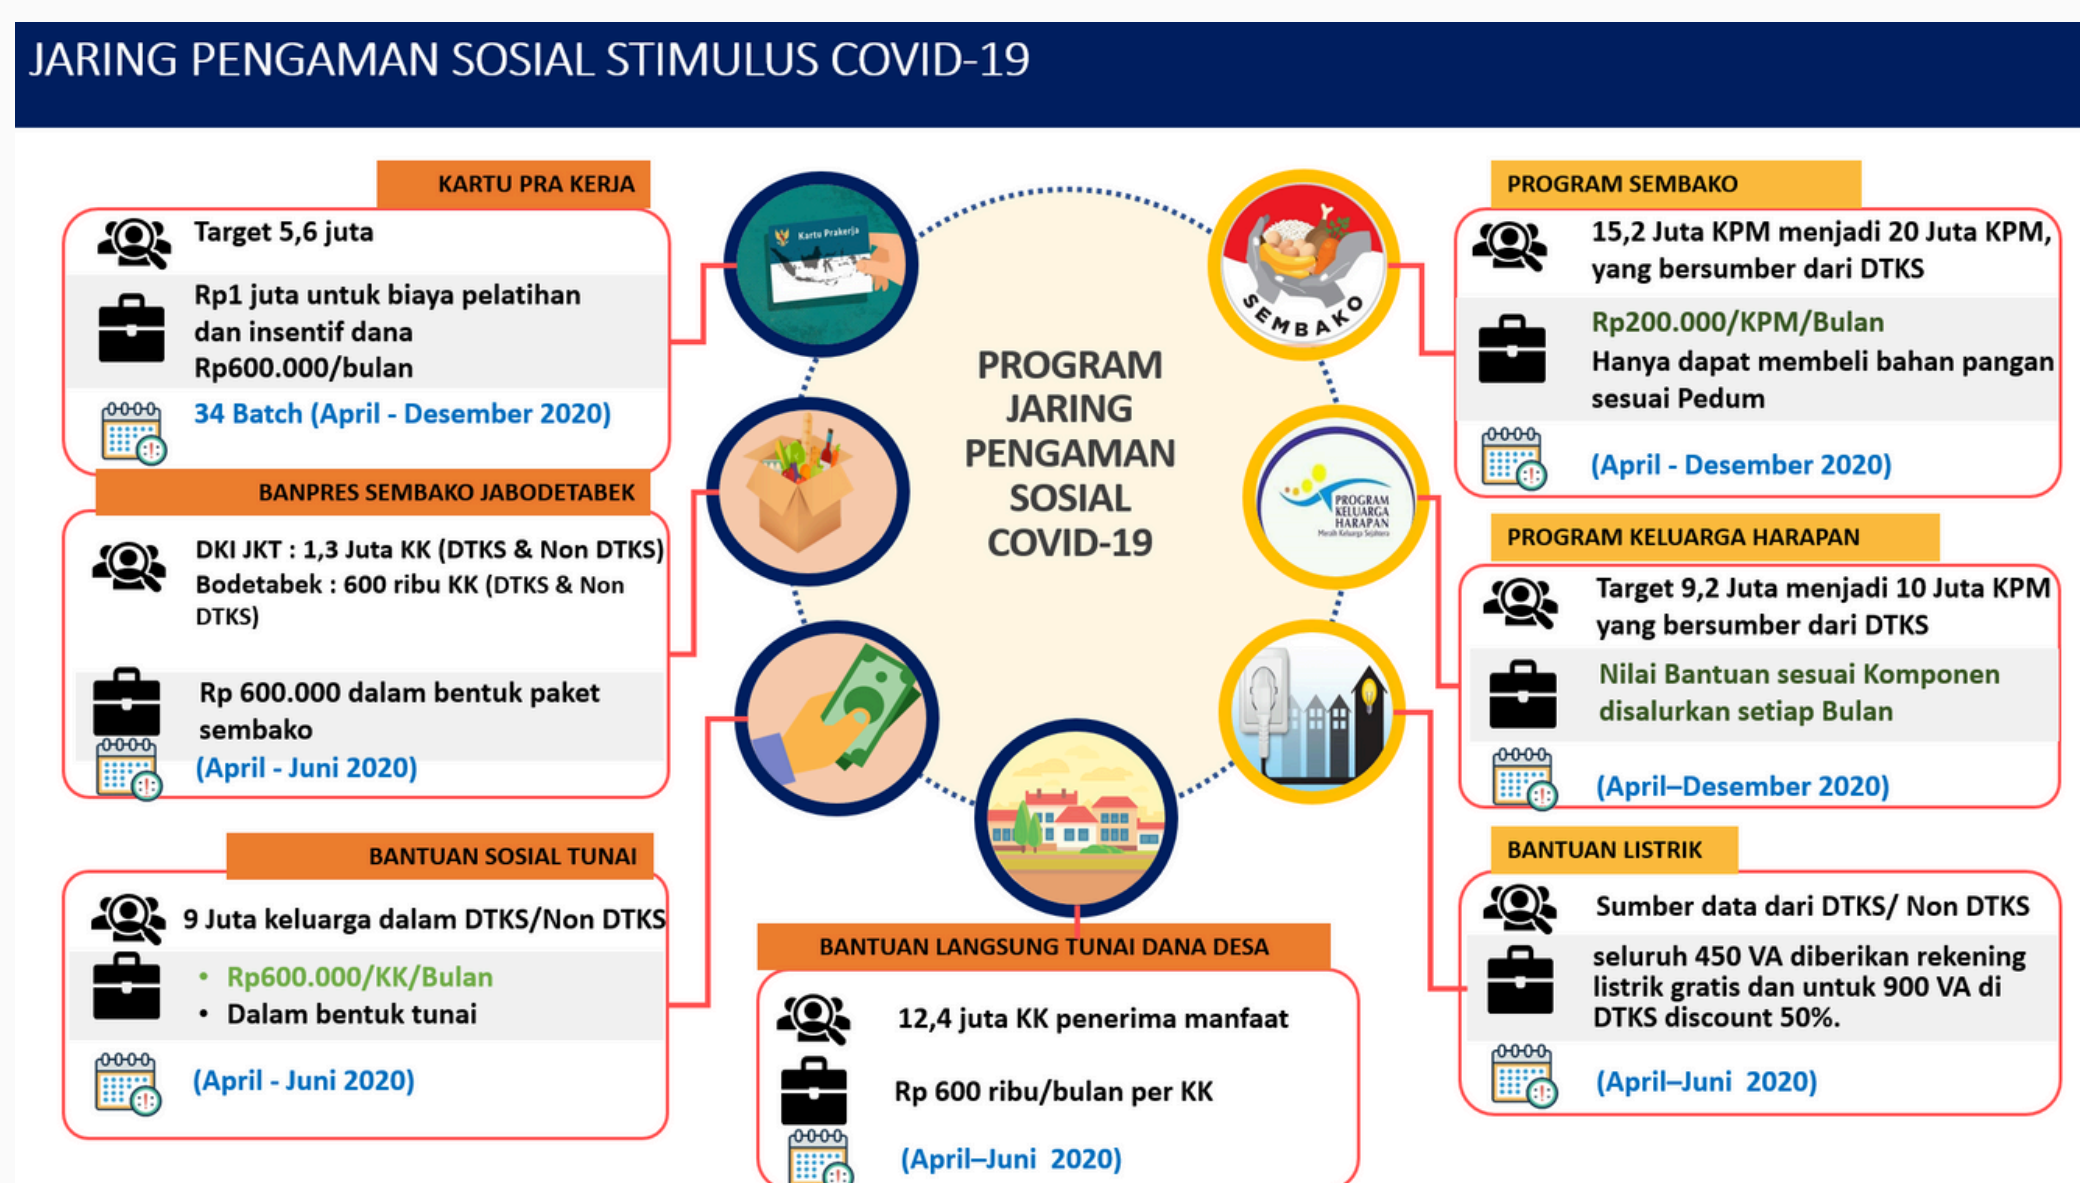 JARING PENGAMAN SOSIAL STIMULUS COVID-19
KARTU PRA KERJA
Target 5,6 juta
Rp1 juta untuk biaya pelatihan
dan insentif dana
Rp600.000/bulan
34 Batch (April - Desember 2020)
BANPRES SEMBAKO JABODETABEK
DKI JKT : 1,3 Juta KK (DTKS & Non DTKS)
Bodetabek : 600 ribu KK (DTKS & Non
DTKS)
Rp 600.000 dalam bentuk paket
sembako
(April - Juni 2020)
BANTUAN SOSIAL TUNAI
9 Juta keluarga dalam DTKS/Non DTKS
• Rp600.000/KK/Bulan
• Dalam bentuk tunai
(April - Juni 2020)
Kartu Prakerja
SEMBAKO
PROGRAM
JARING
PENGAMAN
SOSIAL
COVID-19
PROGRAM
KELUARGA
HARAPAN
Meraih Keluarga Sejahtera
BANTUAN LANGSUNG TUNAI DANA DESA
12,4 juta KK penerima manfaat
Rp 600 ribu/bulan per KK
(April–Juni 2020)
PROGRAM SEMBAKO
15,2 Juta KPM menjadi 20 Juta KPM,
yang bersumber dari DTKS
Rp200.000/KPM/Bulan
Hanya dapat membeli bahan pangan
sesuai Pedum
(April - Desember 2020)
PROGRAM KELUARGA HARAPAN
Target 9,2 Juta menjadi 10 Juta KPM
yang bersumber dari DTKS
Nilai Bantuan sesuai Komponen
disalurkan setiap Bulan
(April–Desember 2020)
BANTUAN LISTRIK
Sumber data dari DTKS/ Non DTKS
seluruh 450 VA diberikan rekening
listrik gratis dan untuk 900 VA di
DTKS discount 50%.
(April–Juni 2020)